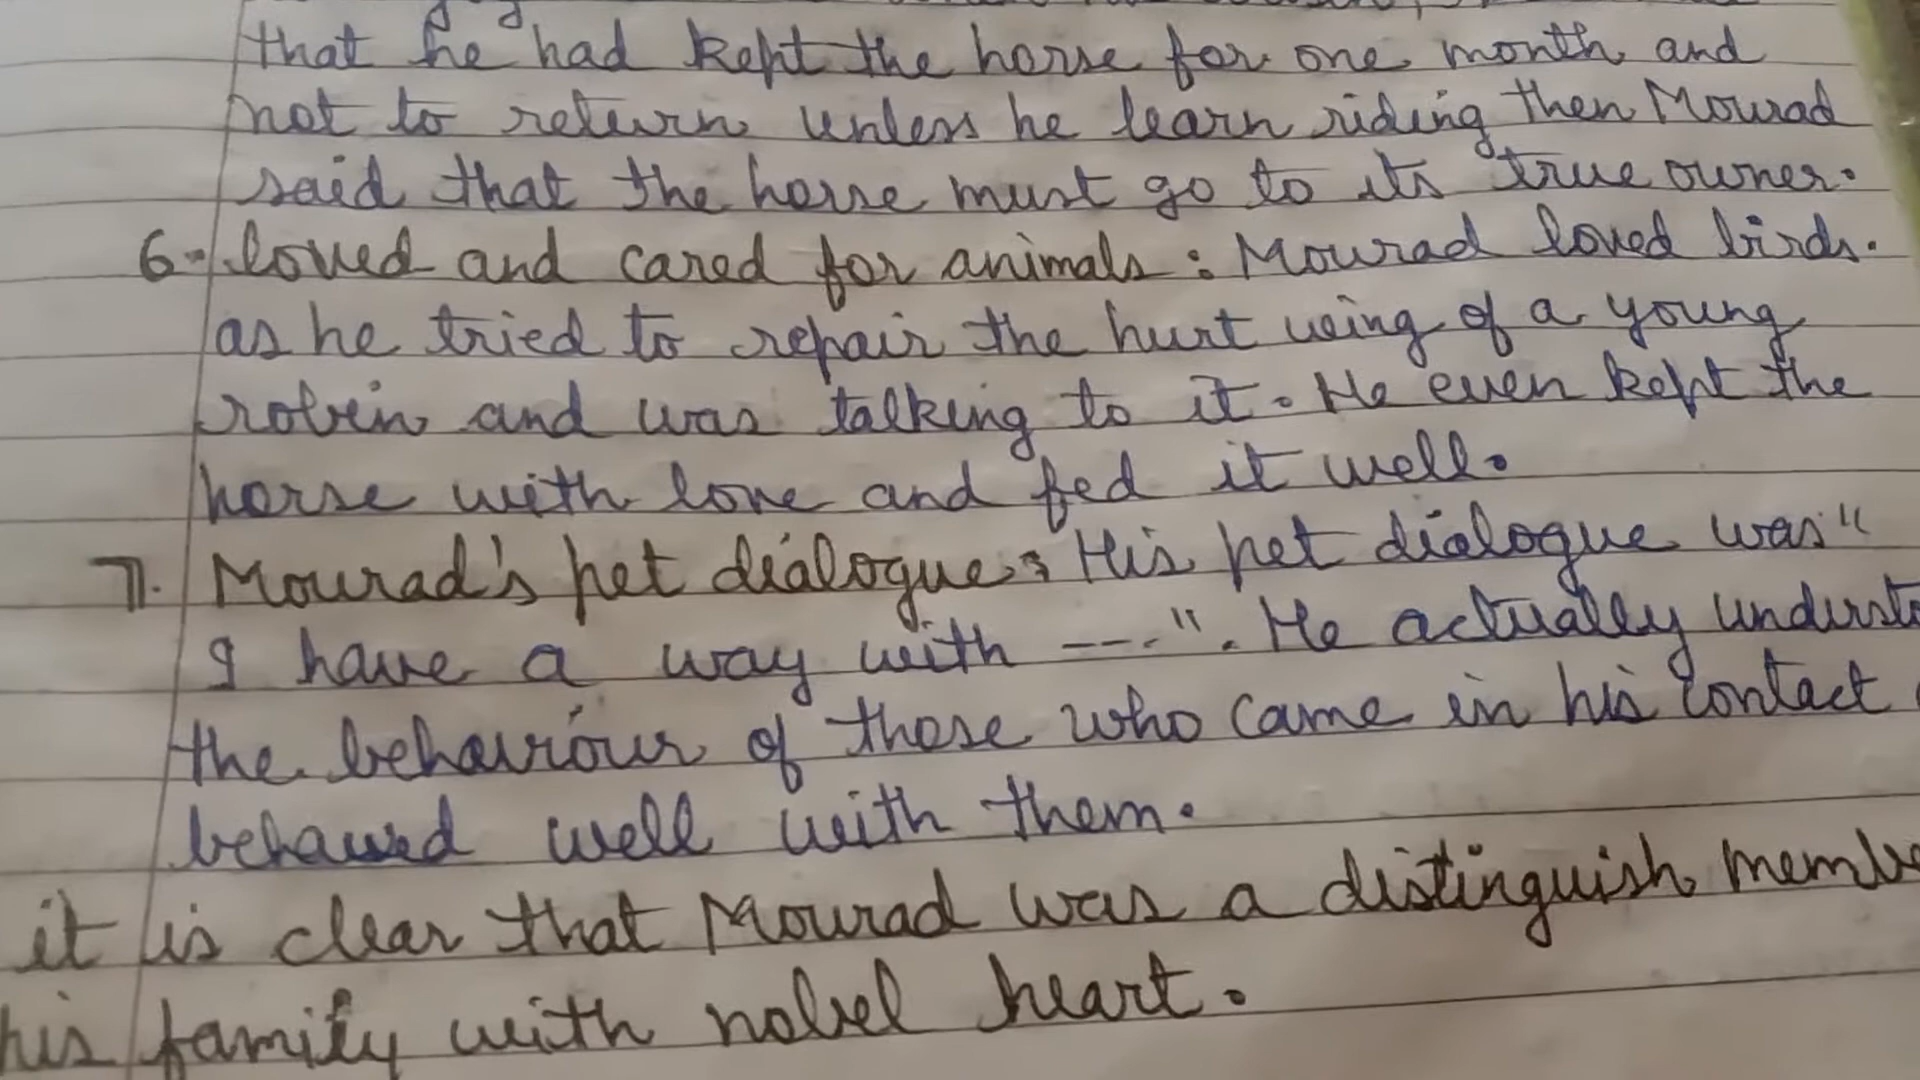 that he had kept the horse for one month and
not to return unless he learn riding then Mourad
said that the horse must go to its true owner.
6- loved and cared for animals : Mourad loved birds.
as he tried to repair the hurt wing of a young
robin and was talking to it. He even kept the
horse with love and fed it well.
7. Mourad's pet dialogue: His pet dialogue was "
I have a way with ---". He actually underst
the behaviour of those who came in his contact
behaved well with them.
it is clear that Mourad was a distinguish membe
his family with nobel heart.